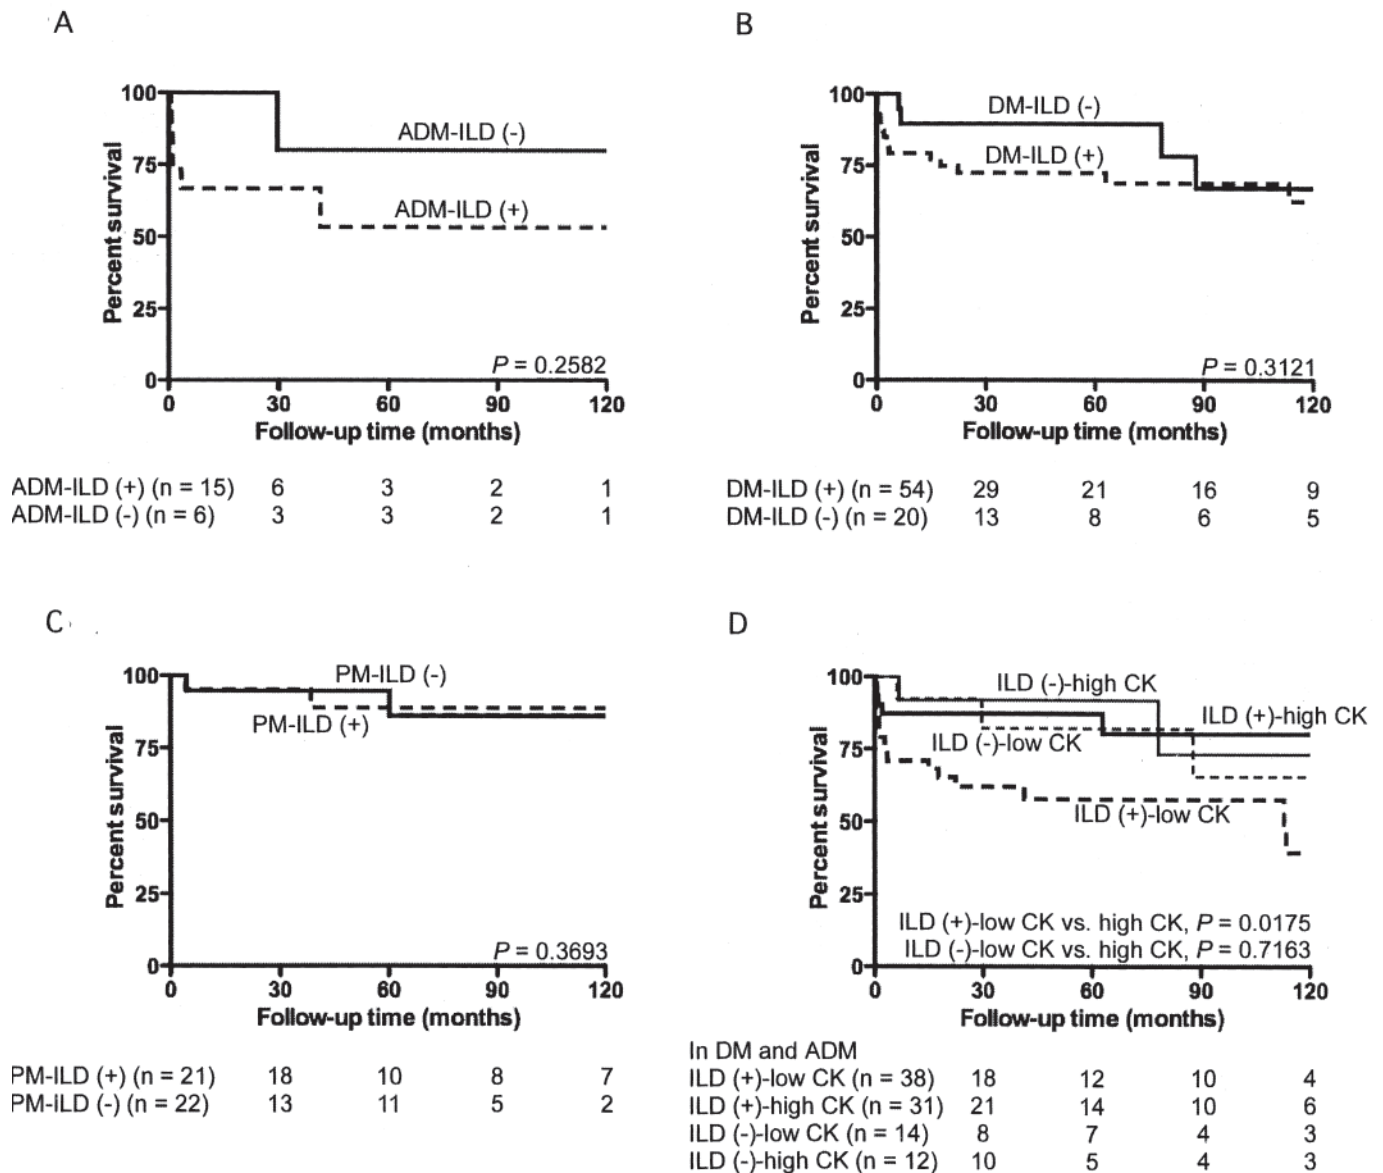 A
100
75
50
25
0
Percent survival
ADM-ILD (-)
ADM-ILD (+)
P = 0.2582
0 30 60 90 120
Follow-up time (months)
ADM-ILD (+) (n = 15) 6 3 2 1
ADM-ILD (-) (n = 6) 3 3 2 1
B
100
75
50
25
0
Percent survival
DM-ILD (-)
DM-ILD (+)
P = 0.3121
0 30 60 90 120
Follow-up time (months)
DM-ILD (+) (n = 54) 29 21 16 9
DM-ILD (-) (n = 20) 13 8 6 5
C
100
75
50
25
0
Percent survival
PM-ILD (-)
PM-ILD (+)
P = 0.3693
0 30 60 90 120
Follow-up time (months)
PM-ILD (+) (n = 21) 18 10 8 7
PM-ILD (-) (n = 22) 13 11 5 2
D
100
75
50
25
0
Percent survival
ILD (-)-high CK
ILD (+)-high CK
ILD (-)-low CK
ILD (+)-low CK
ILD (+)-low CK vs. high CK, P = 0.0175
ILD (-)-low CK vs. high CK, P = 0.7163
0 30 60 90 120
Follow-up time (months)
In DM and ADM
ILD (+)-low CK (n = 38) 18 12 10 4
ILD (+)-high CK (n = 31) 21 14 10 6
ILD (-)-low CK (n = 14) 8 7 4 3
ILD (-)-high CK (n = 12) 10 5 4 3